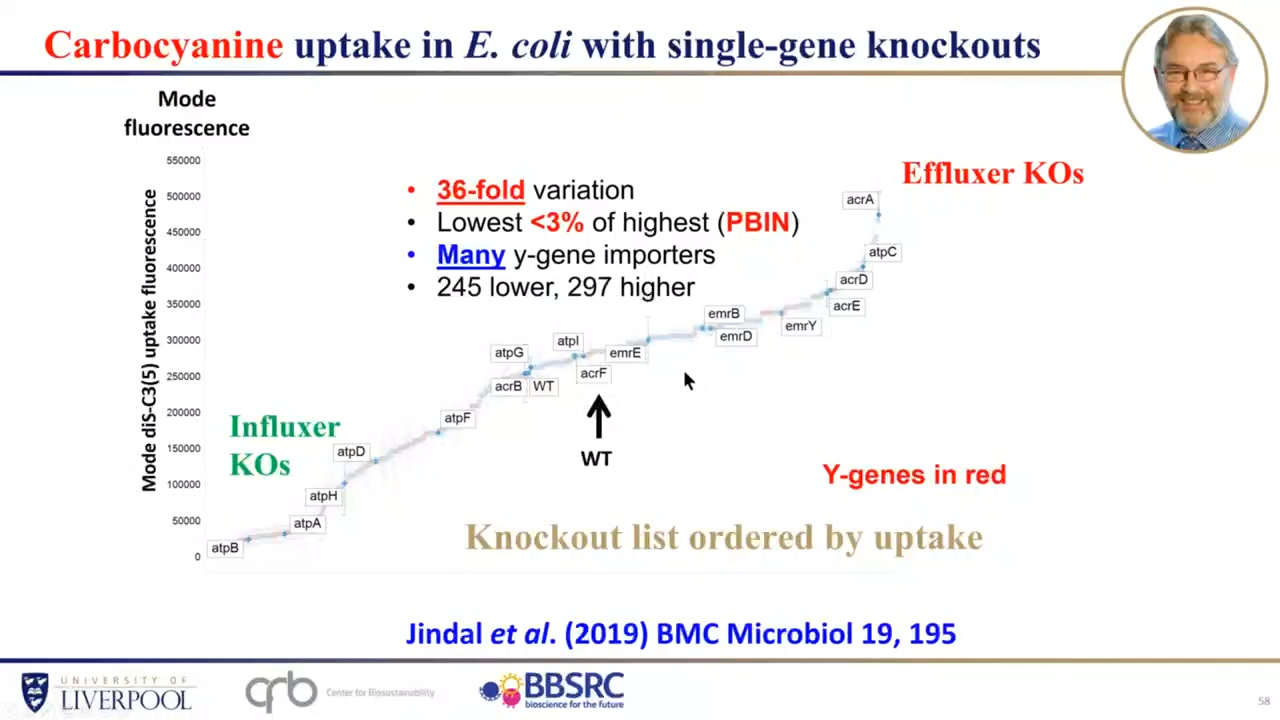 Carbocyanine uptake in E. coli with single-gene knockouts
Mode
fluorescence
Mode diS-C3(5) uptake fluorescence
550000
500000
450000
400000
350000
300000
250000
200000
150000
100000
50000
0
• 36-fold variation
• Lowest <3% of highest (PBIN)
• Many y-gene importers
• 245 lower, 297 higher
Effluxer KOs
acrA
atpC
acrD
acrE
emrB
emrY
emrD
atpI
emrE
atpG
acrF
acrB
WT
WT
atpF
Influxer
KOs
atpD
atpH
atpA
atpB
Y-genes in red
Knockout list ordered by uptake
Jindal et al. (2019) BMC Microbiol 19, 195
UNIVERSITY OF
LIVERPOOL
qrb
Center for Biosustainability
BBSRC
bioscience for the future
58